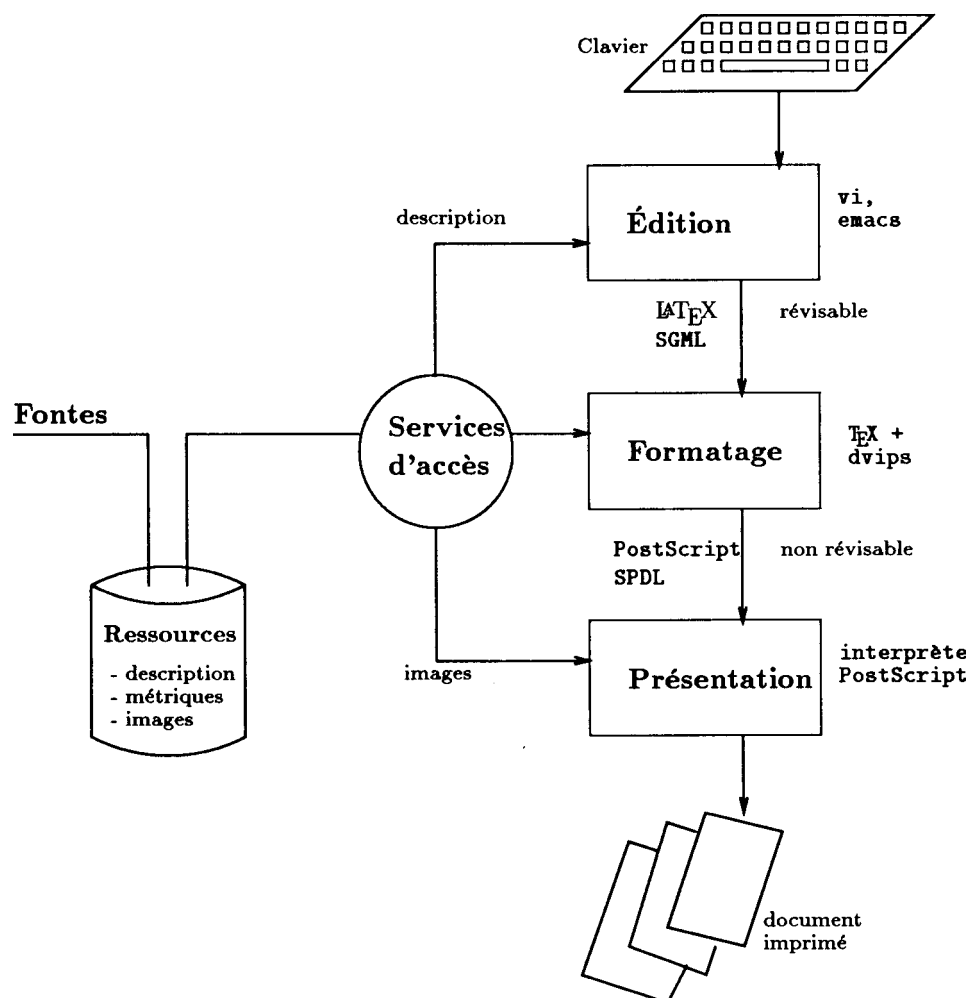 Clavier
Édition
vi,
emacs
description
LATEX
SGML
révisable
Fontes
Services
d'accès
Formatage
TEX +
dvips
PostScript
SPDL
non révisable
Ressources
- description
- métriques
- images
images
Présentation
interprète
PostScript
document
imprimé